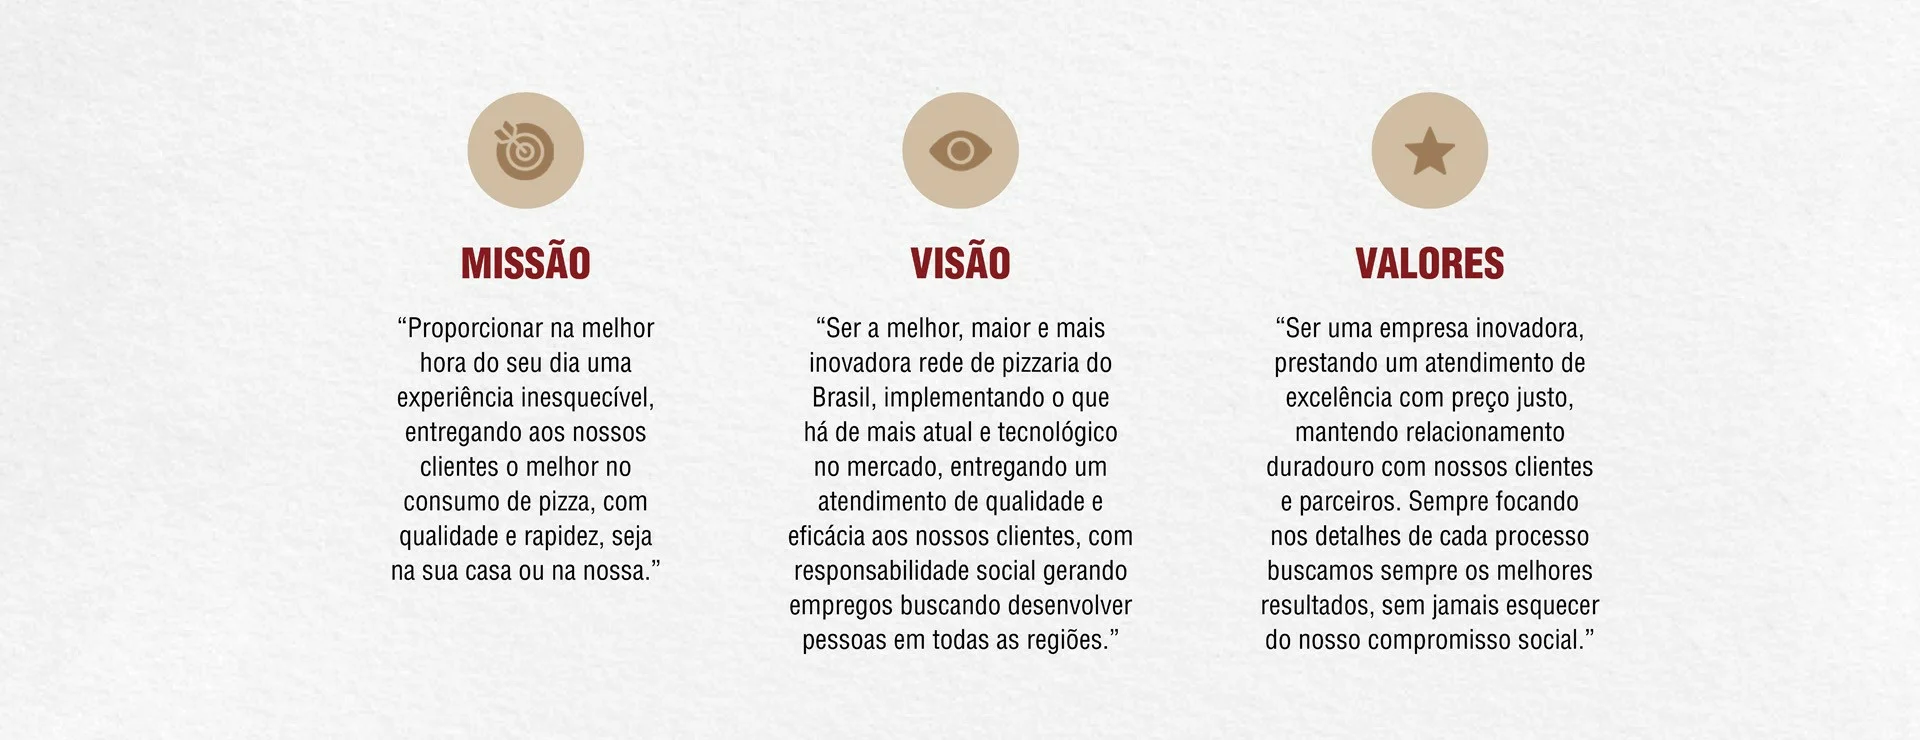 MISSÃO
“Proporcionar na melhor
hora do seu dia uma
experiência inesquecível,
entregando aos nossos
clientes o melhor no
consumo de pizza, com
qualidade e rapidez, seja
na sua casa ou na nossa.”
VISÃO
“Ser a melhor, maior e mais
inovadora rede de pizzaria do
Brasil, implementando o que
há de mais atual e tecnológico
no mercado, entregando um
atendimento de qualidade e
eficácia aos nossos clientes, com
responsabilidade social gerando
empregos buscando desenvolver
pessoas em todas as regiões.”
VALORES
“Ser uma empresa inovadora,
prestando um atendimento de
excelência com preço justo,
mantendo relacionamento
duradouro com nossos clientes
e parceiros. Sempre focando
nos detalhes de cada processo
buscamos sempre os melhores
resultados, sem jamais esquecer
do nosso compromisso social.”